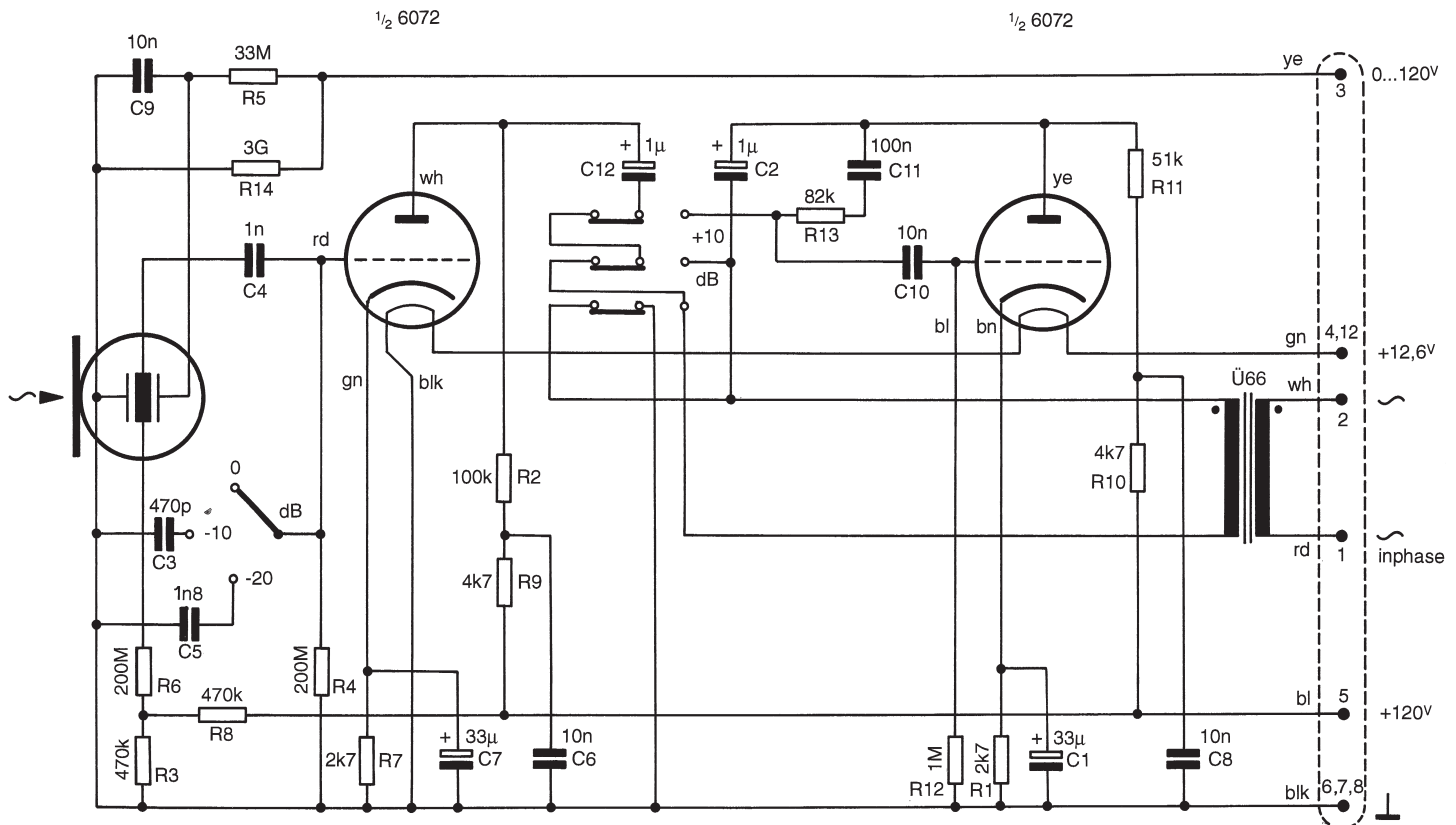 ½ 6072
½ 6072
10n
C9
33M
R5
ye
3
0...120V
3G
R14
wh
+ 1µ
C12
+ 1µ
C2
100n
C11
82k
R13
ye
51k
R11
1n
C4
rd
+10
dB
10n
C10
gn
blk
bl
bn
gn
4,12
+12,6V
Ü66
wh
2
0
dB
470p
C3
-10
-20
1n8
C5
100k
R2
4k7
R9
4k7
R10
rd
1
inphase
200M
R6
470k
R8
200M
R4
bl
5
+120V
470k
R3
2k7
R7
+ 33µ
C7
10n
C6
1M
R12
2k7
R1
+ 33µ
C1
10n
C8
blk
6,7,8